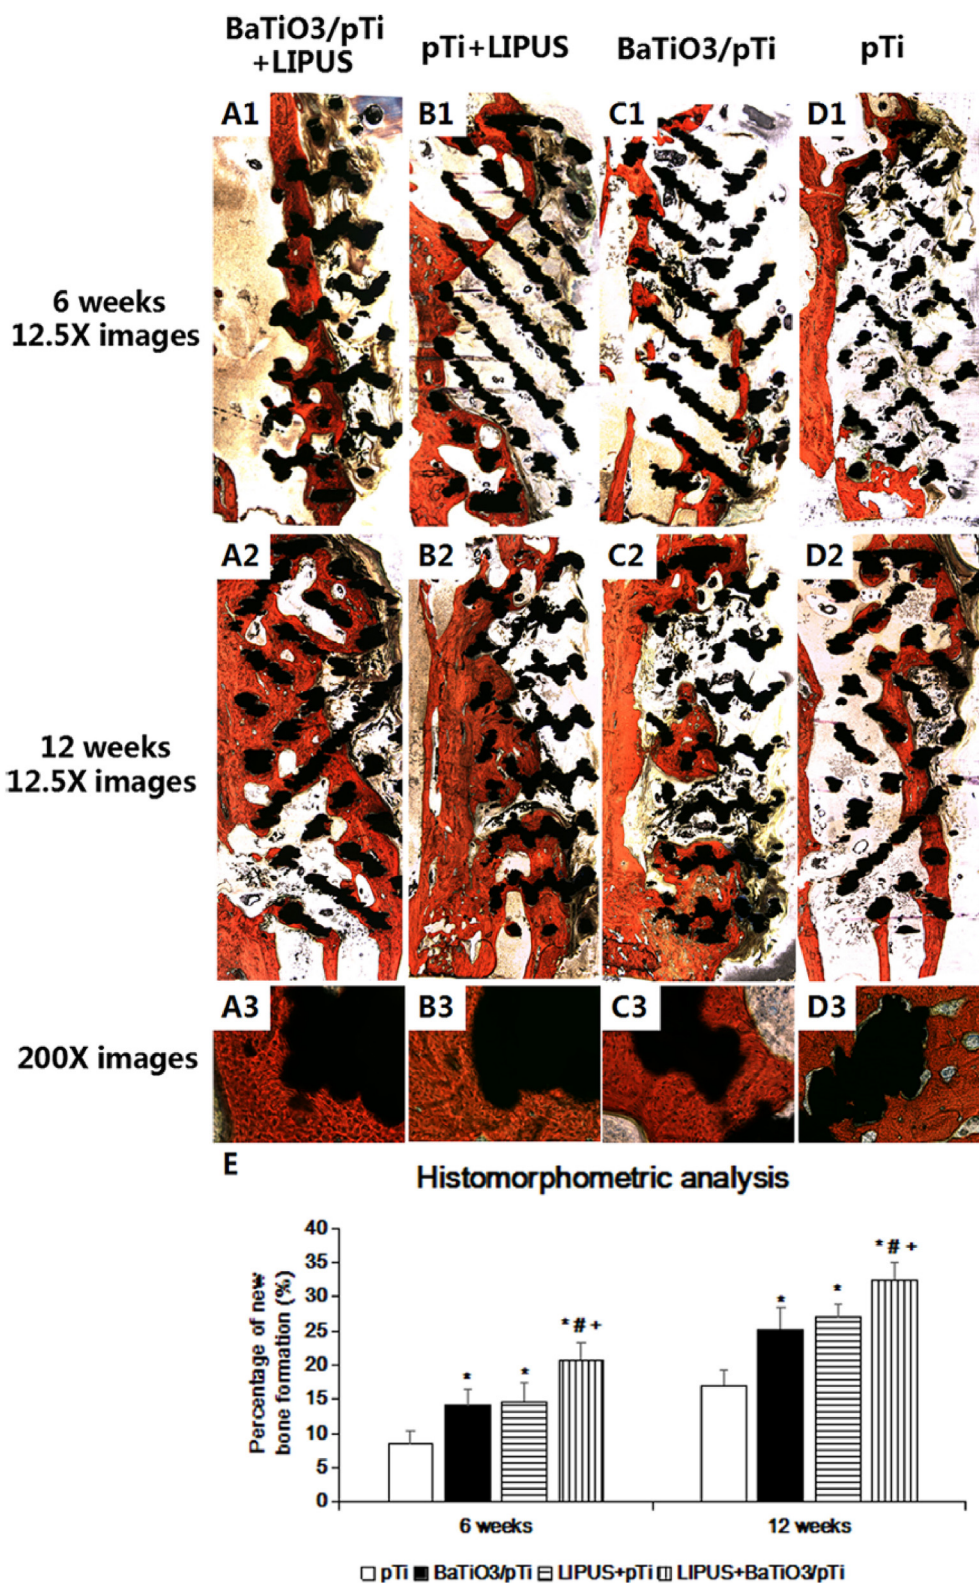 BaTiO3/pTi
+LIPUS
pTi+LIPUS
BaTiO3/pTi
pTi
A1
B1
C1
D1
6 weeks
12.5X images
A2
B2
C2
D2
12 weeks
12.5X images
A3
B3
C3
D3
200X images
E
Histomorphometric analysis
Percentage of new
bone formation (%)
40
35
30
25
20
15
10
5
0
*
*
* # +
*
*
* # +
6 weeks
12 weeks
pTi BaTiO3/pTi LIPUS+pTi LIPUS+BaTiO3/pTi